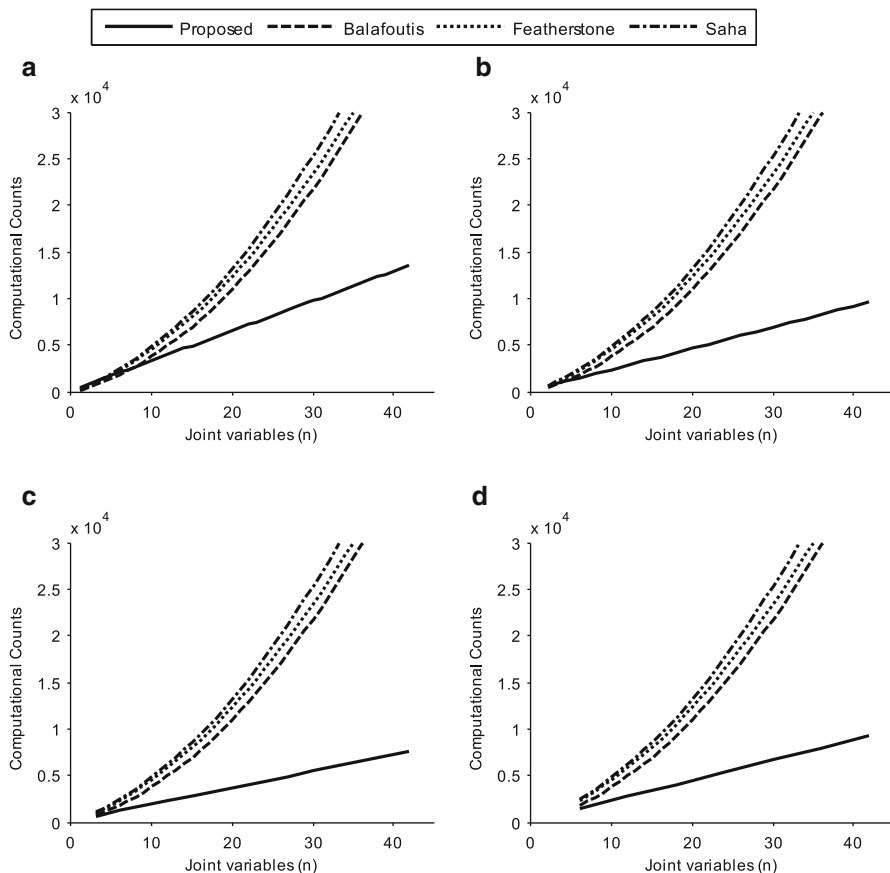 Proposed Balafoutis Featherstone Saha
a
x 10^4
3
2.5
2
1.5
1
0.5
0
0 10 20 30 40
Computational Counts
Joint variables (n)
b
x 10^4
3
2.5
2
1.5
1
0.5
0
0 10 20 30 40
Computational Counts
Joint variables (n)
c
x 10^4
3
2.5
2
1.5
1
0.5
0
0 10 20 30 40
Computational Counts
Joint variables (n)
d
x 10^4
3
2.5
2
1.5
1
0.5
0
0 10 20 30 40
Computational Counts
Joint variables (n)